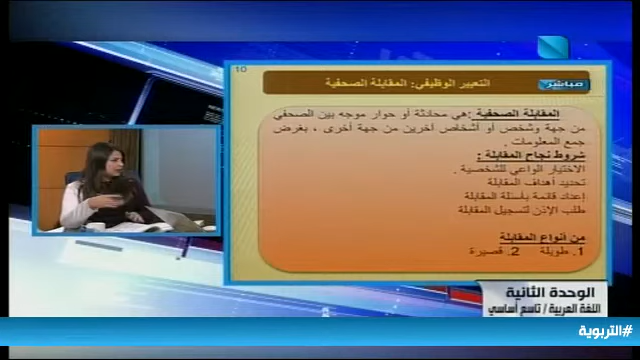 10
مباشر
التعبير الوظيفي: المقابلة الصحفية
المقابلة الصحفية :هي محادثة أو حوار موجه بين الصحفي
من جهة وشخص أو أشخاص آخرين من جهة أخرى ، بغرض
جمع المعلومات .
شروط نجاح المقابلة :
الاختيار الواعي للشخصية .
تحديد أهداف المقابلة
إعداد قائمة بأسئلة المقابلة
طلب الإذن لتسجيل المقابلة
من أنواع المقابلة
1. طويلة 2. قصيرة
الوحدة الثانية
اللغة العربية / تاسع أساسي
#التربوية